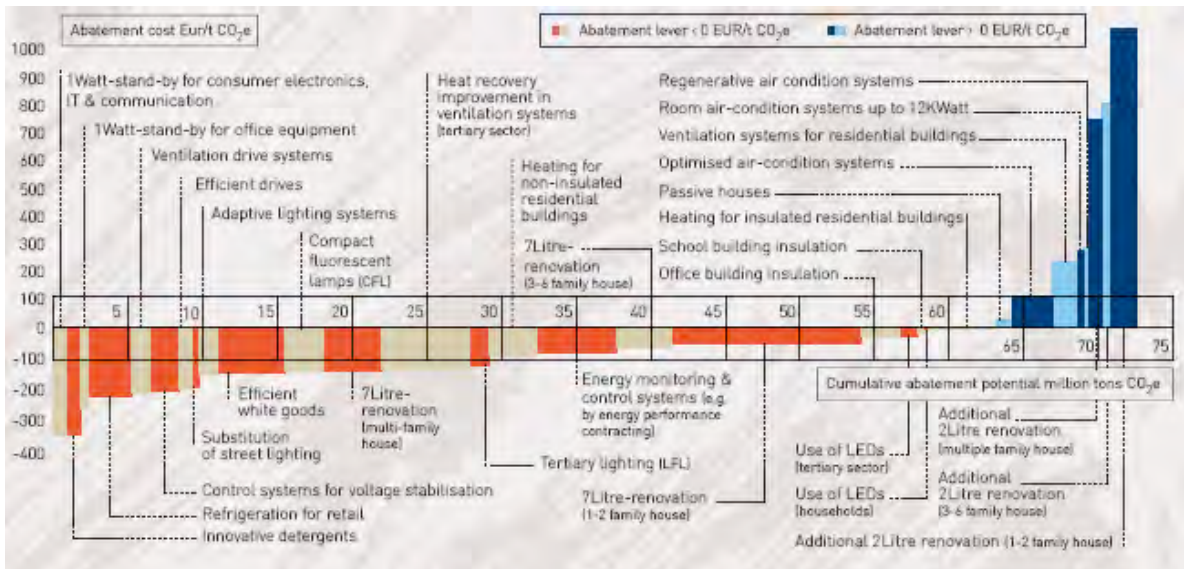 Abatement cost Eur/t CO₂e
Abatement lever < 0 EUR/t CO₂e
Abatement lever > 0 EUR/t CO₂e
1000
900
800
700
600
500
400
300
200
100
0
-100
-200
-300
-400
1Watt-stand-by for consumer electronics,
IT & communication
1Watt-stand-by for office equipment
Ventilation drive systems
Efficient drives
Adaptive lighting systems
Compact
fluorescent
lamps (CFL)
Heat recovery
improvement in
ventilation systems
(tertiary sector)
Heating for
non-insulated
residential
buildings
7Litre-
renovation
(3-6 family house)
Regenerative air condition systems
Room air-condition systems up to 12KWatt
Ventilation systems for residential buildings
Optimised air-condition systems
Passive houses
Heating for insulated residential buildings
School building insulation
Office building insulation
5
10
15
20
25
30
35
40
45
50
55
60
65
70
75
Cumulative abatement potential million tons CO₂e
Efficient
white goods
7Litre-
renovation
(multi-family
house)
Substitution
of street lighting
Control systems for voltage stabilisation
Refrigeration for retail
Innovative detergents
Energy monitoring &
control systems (e.g.
by energy performance
contracting)
Tertiary lighting (LFL)
7Litre-renovation
(1-2 family house)
Use of LEDs
(tertiary sector)
Use of LEDs
(households)
Additional
2Litre renovation
(multiple family house)
Additional
2Litre renovation
(3-6 family house)
Additional 2Litre renovation (1-2 family house)